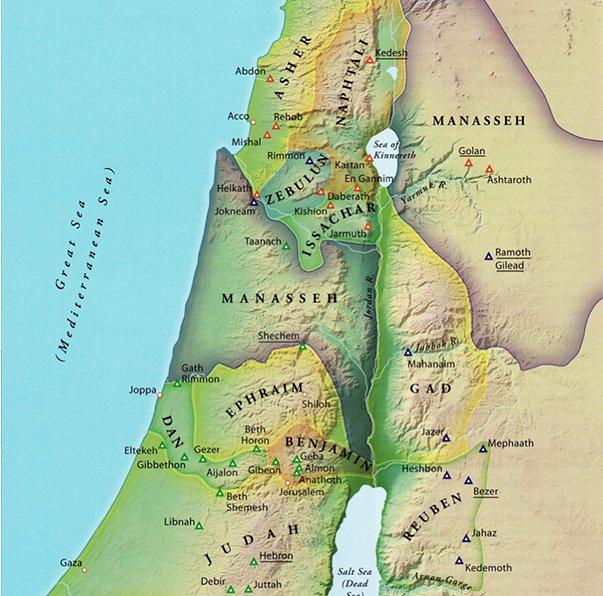 ASHER
NAPHTALI
Kedesh
Abdon
Acco
Rehob
Mishal
MANASSEH
Sea of
Kinnereth
Golan
Ashtaroth
Rimmon
Kartan
ZEBULUN
En Gannim
Helkath
Jokneam
Daberath
Kishion
Yarmuk R.
ISSACHAR
Jarmuth
Taanach
Ramoth
Gilead
Great Sea
(Mediterranean Sea)
MANASSEH
Jordan R.
Shechem
Jabbok R.
Mahanaim
Gath
Rimmon
Joppa
EPHRAIM
Shiloh
GAD
DAN
Beth
Horon
BENJAMIN
Jazer
Mephaath
Eltekeh
Gezer
Geba
Gibbethon
Aijalon
Gibeon
Almon
Anathoth
Heshbon
Jerusalem
Bezer
Beth
Shemesh
REUBEN
Libnah
JUDAH
Jahaz
Gaza
Hebron
Kedemoth
Salt Sea
(Dead
Sea)
Arnon Gorge
Debir
Juttah